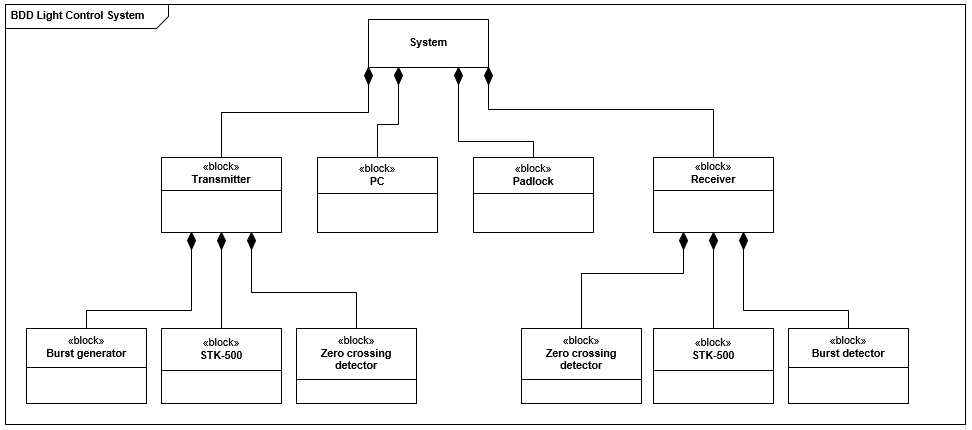 BDD Light Control System
System
«block»
Transmitter
«block»
PC
«block»
Padlock
«block»
Receiver
«block»
Burst generator
«block»
STK-500
«block»
Zero crossing
detector
«block»
Zero crossing
detector
«block»
STK-500
«block»
Burst detector